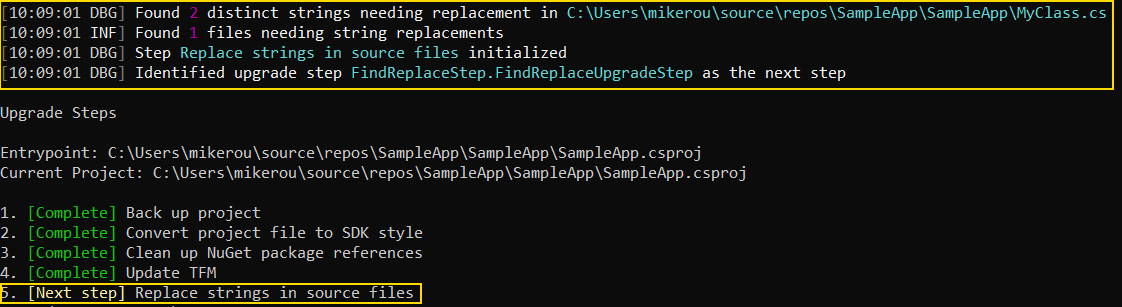 [10:09:01 DBG] Found 2 distinct strings needing replacement in C:\Users\mikerou\source\repos\SampleApp\SampleApp\MyClass.cs
[10:09:01 INF] Found 1 files needing string replacements
[10:09:01 DBG] Step Replace strings in source files initialized
[10:09:01 DBG] Identified upgrade step FindReplaceStep.FindReplaceUpgradeStep as the next step
Upgrade Steps
Entrypoint: C:\Users\mikerou\source\repos\SampleApp\SampleApp\SampleApp.csproj
Current Project: C:\Users\mikerou\source\repos\SampleApp\SampleApp\SampleApp.csproj
1. [Complete] Back up project
2. [Complete] Convert project file to SDK style
3. [Complete] Clean up NuGet package references
4. [Complete] Update TFM
5. [Next step] Replace strings in source files